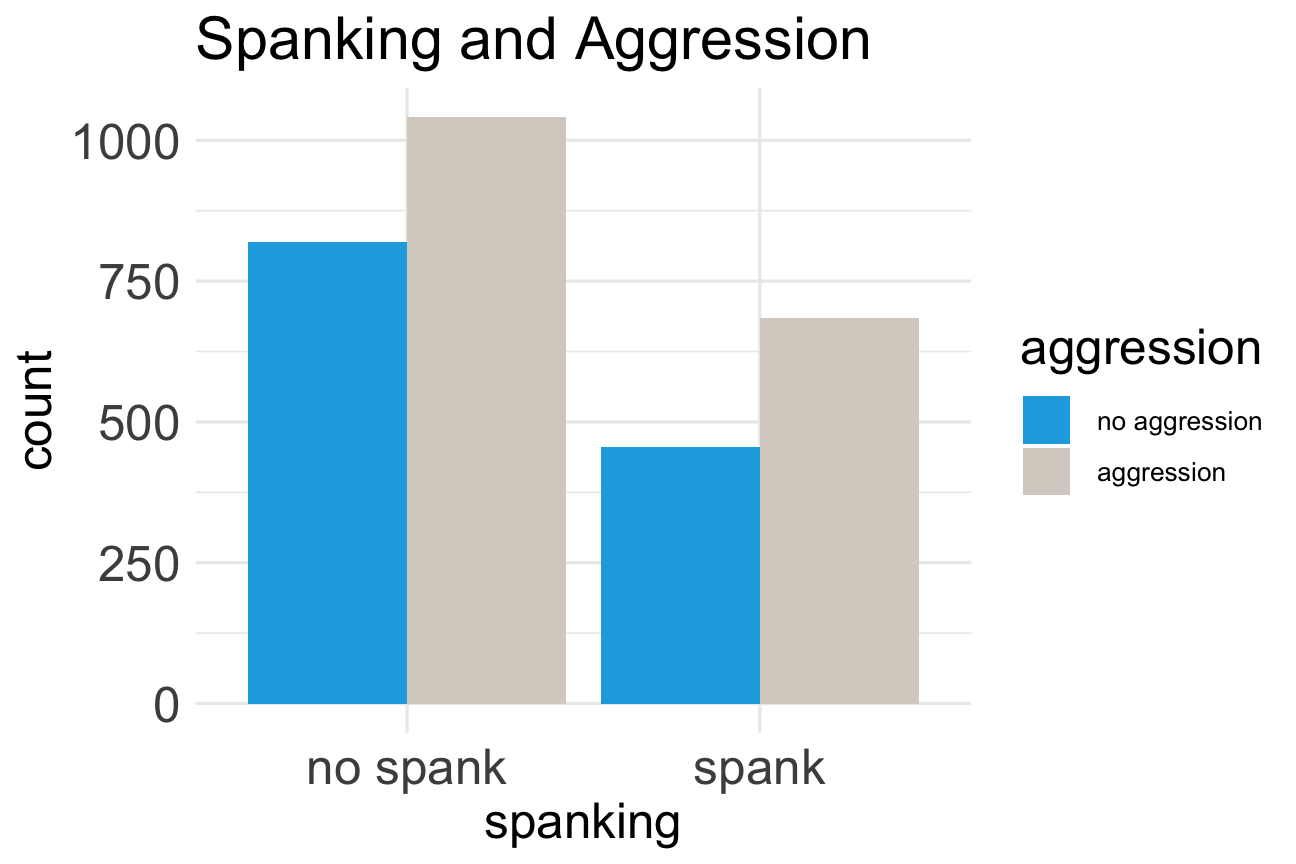 Spanking and Aggression
1000
750
500
250
0
count
no spank
spank
spanking
aggression
no aggression
aggression